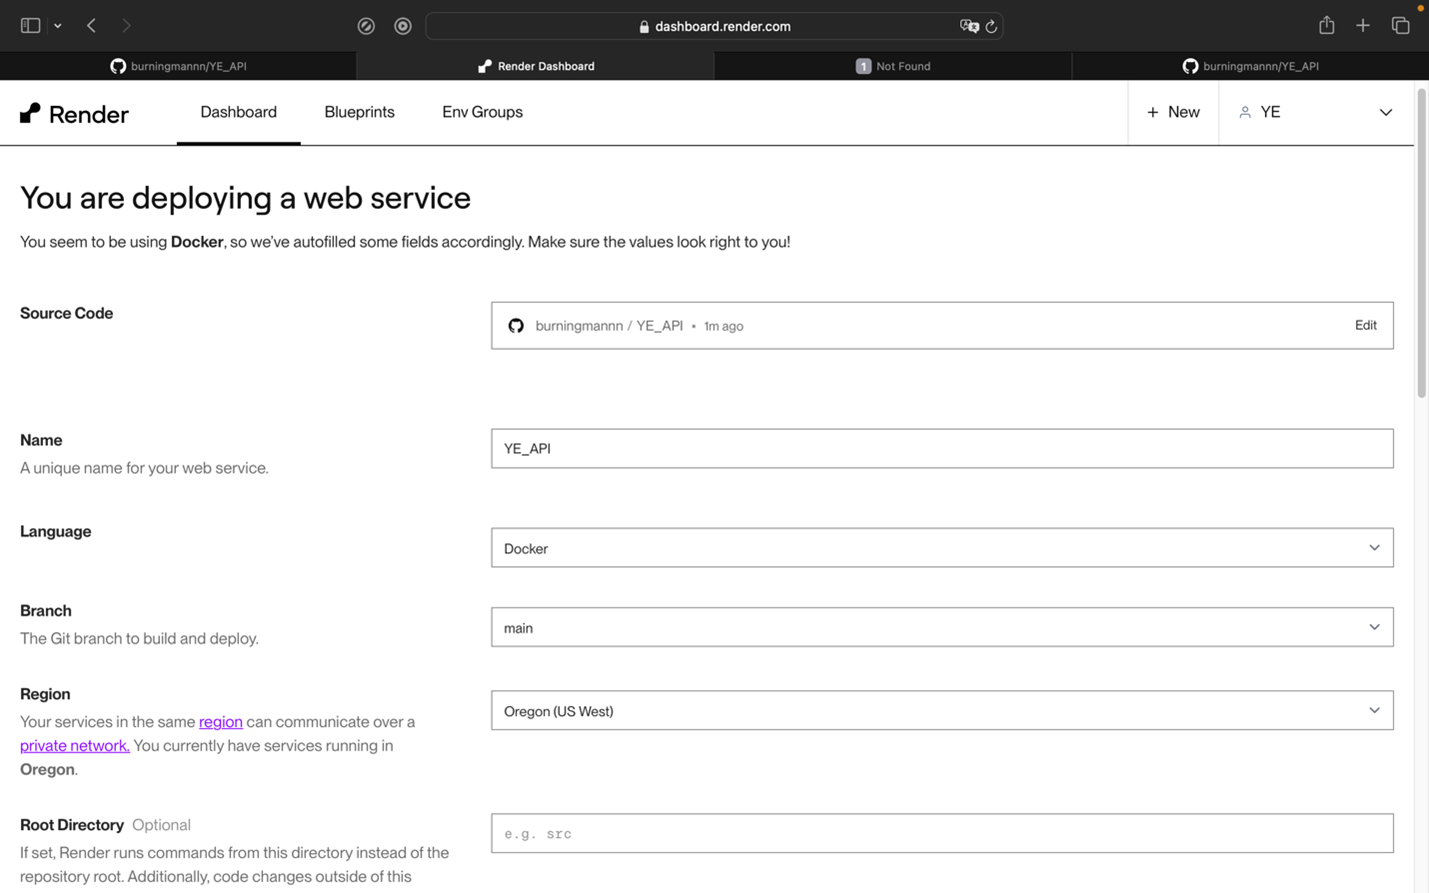 dashboard.render.com
burningmannn/YE_API
Render Dashboard
1 Not Found
burningmannn/YE_API
Render
Dashboard
Blueprints
Env Groups
+ New
YE
You are deploying a web service
You seem to be using Docker, so we've autofilled some fields accordingly. Make sure the values look right to you!
Source Code
burningmannn / YE_API • 1m ago
Edit
Name
A unique name for your web service.
YE_API
Language
Docker
Branch
The Git branch to build and deploy.
main
Region
Your services in the same region can communicate over a
private network. You currently have services running in
Oregon.
Oregon (US West)
Root Directory Optional
If set, Render runs commands from this directory instead of the
repository root. Additionally, code changes outside of this
e.g. src